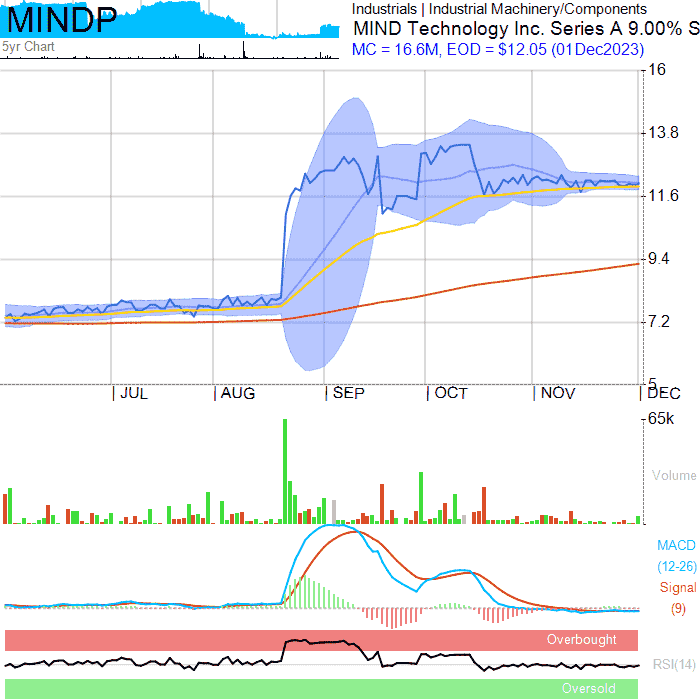 MINDP
5yr Chart
Industrials | Industrial Machinery/Components
MIND Technology Inc. Series A 9.00% S
MC = 16.6M, EOD = $12.05 (01Dec2023)
16
13.8
11.6
9.4
7.2
5
JUL AUG SEP OCT NOV DEC
65k
Volume
MACD
(12-26)
Signal
(9)
Overbought
RSI(14)
Oversold